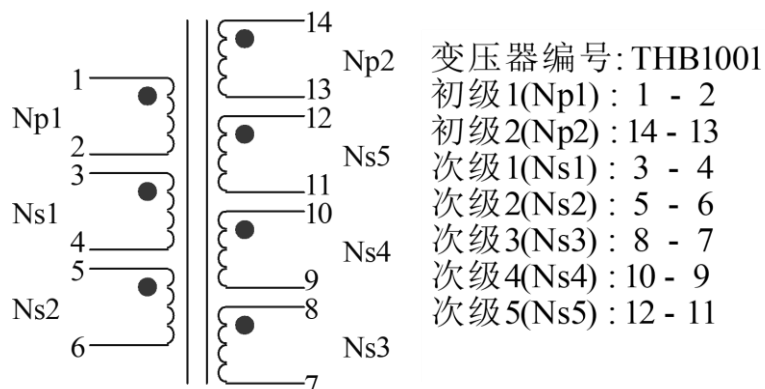 1
Np1
2
3
Ns1
4
5
Ns2
6
14
Np2
13
12
Ns5
11
10
Ns4
9
8
Ns3
7
变压器编号: THB1001
初级1(Np1) : 1 - 2
初级2(Np2) : 14 - 13
次级1(Ns1) : 3 - 4
次级2(Ns2) : 5 - 6
次级3(Ns3) : 8 - 7
次级4(Ns4) : 10 - 9
次级5(Ns5) : 12 - 11